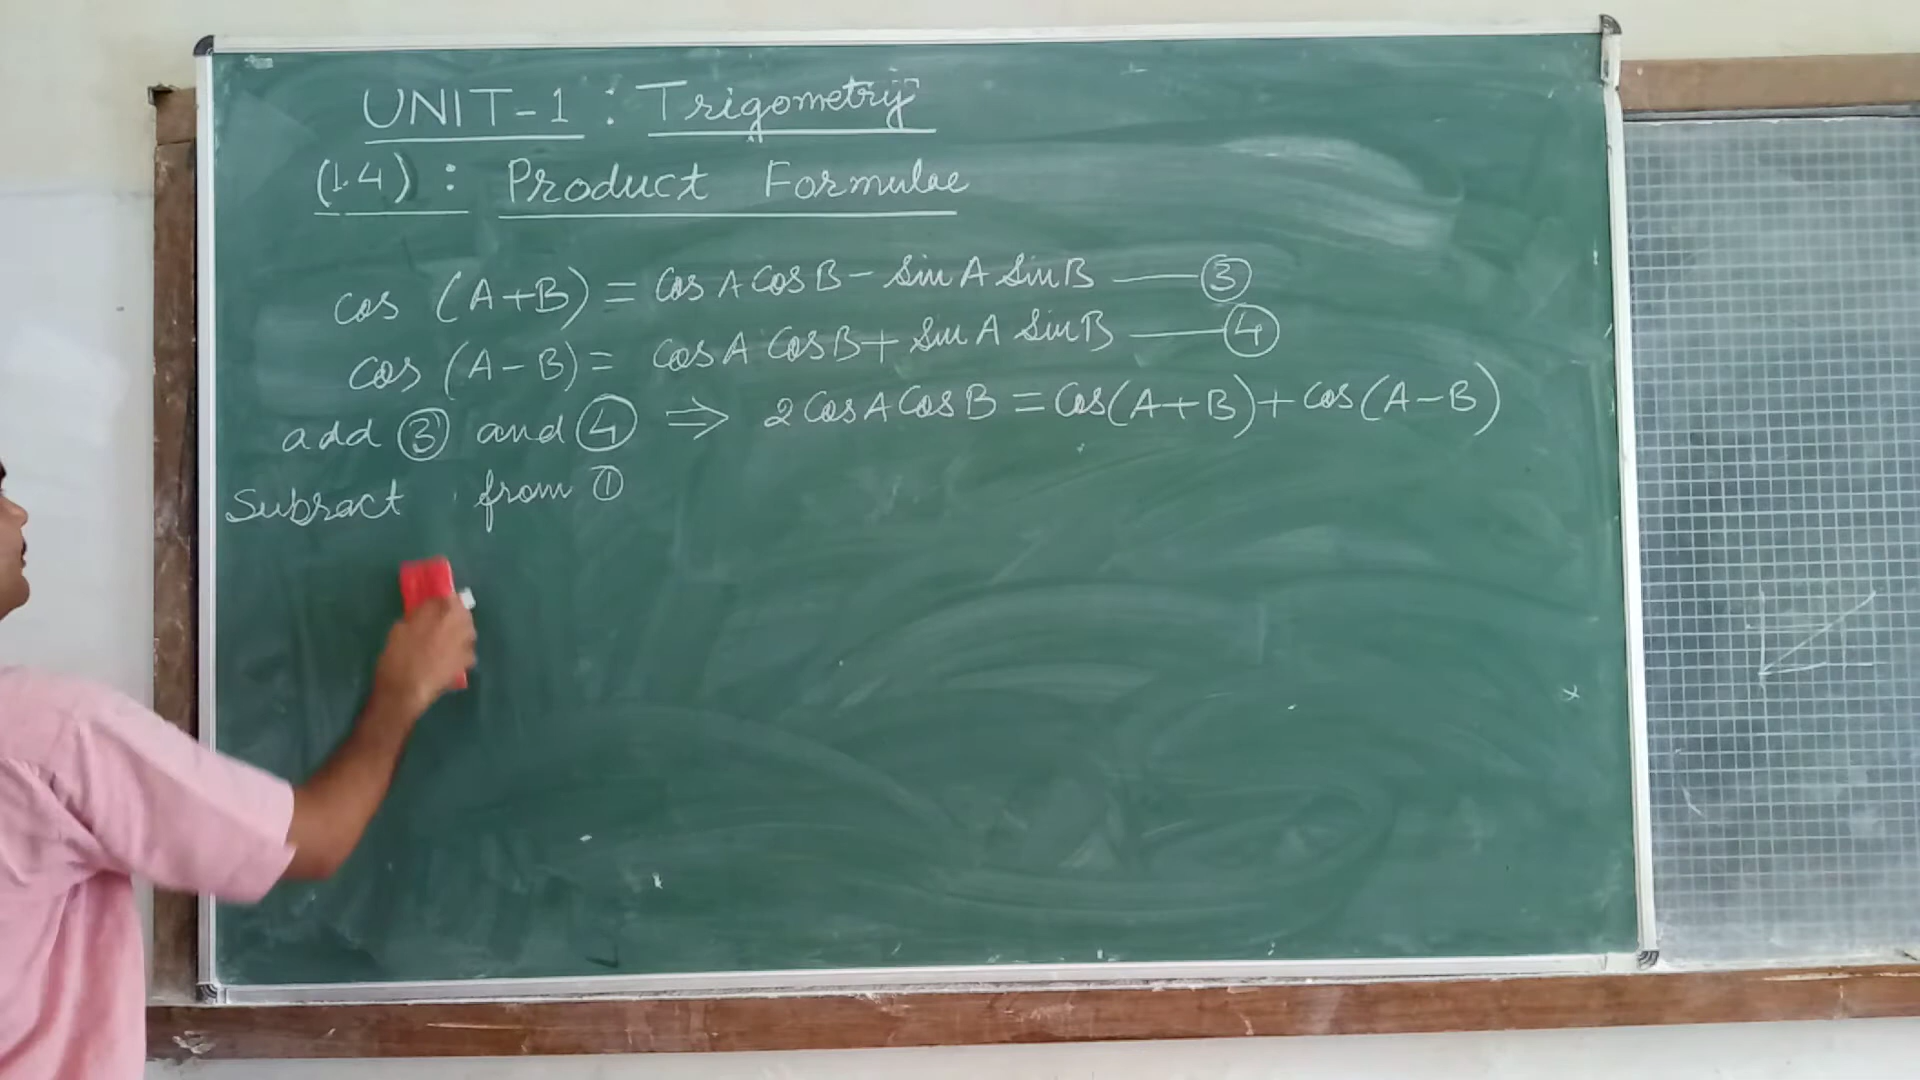 UNIT-1 : Trigometry
(1.4) : Product Formulae
cos (A+B) = cos A cos B - sin A sin B —— ③
cos (A-B) = cos A cos B + sin A sin B —— ④
add ③ and ④ ⇒ 2 cos A cos B = cos(A+B) + cos(A-B)
Subract from ①